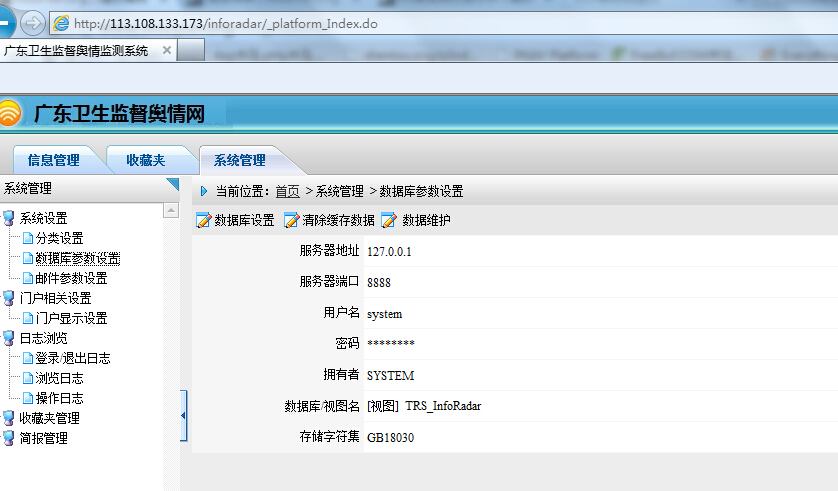 http://113.108.133.173/inforadar/_platform_Index.do
广东卫生监督舆情监测系统
广东卫生监督舆情网
信息管理 收藏夹 系统管理
系统管理
当前位置：首页 >系统管理 >数据库参数设置
数据库设置 清除缓存数据 数据维护
系统设置
分类设置
数据库参数设置
邮件参数设置
门户相关设置
门户显示设置
日志浏览
登录/退出日志
浏览日志
操作日志
收藏夹管理
简报管理
服务器地址 127.0.0.1
服务器端口 8888
用户名 system
密码 ********
拥有者 SYSTEM
数据库/视图名 [视图] TRS_InfoRadar
存储字符集 GB18030